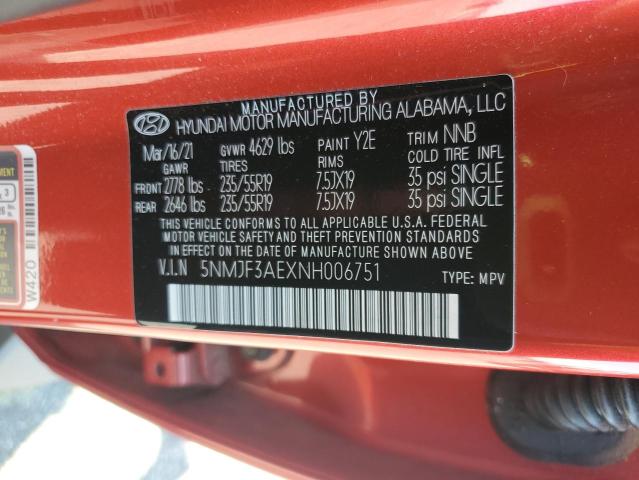 MANUFACTURED BY
HYUNDAI MOTOR MANUFACTURING ALABAMA, LLC
Mar/16/21 GVWR 4629 lbs PAINT Y2E TRIM NNB
GAWR TIRES RIMS COLD TIRE INFL
FRONT 2778 lbs 235/55R19 7.5JX19 35 psi SINGLE
REAR 2646 lbs 235/55R19 7.5JX19 35 psi SINGLE
THIS VEHICLE CONFORMS TO ALL APPLICABLE U.S.A. FEDERAL
MOTOR VEHICLE SAFETY STANDARDS
IN EFFECT ON THE DATE OF MANUFACTURE SHOWN ABOVE
V.I.N 5NMJF3AEXNH006751 TYPE: MPV
W420
3